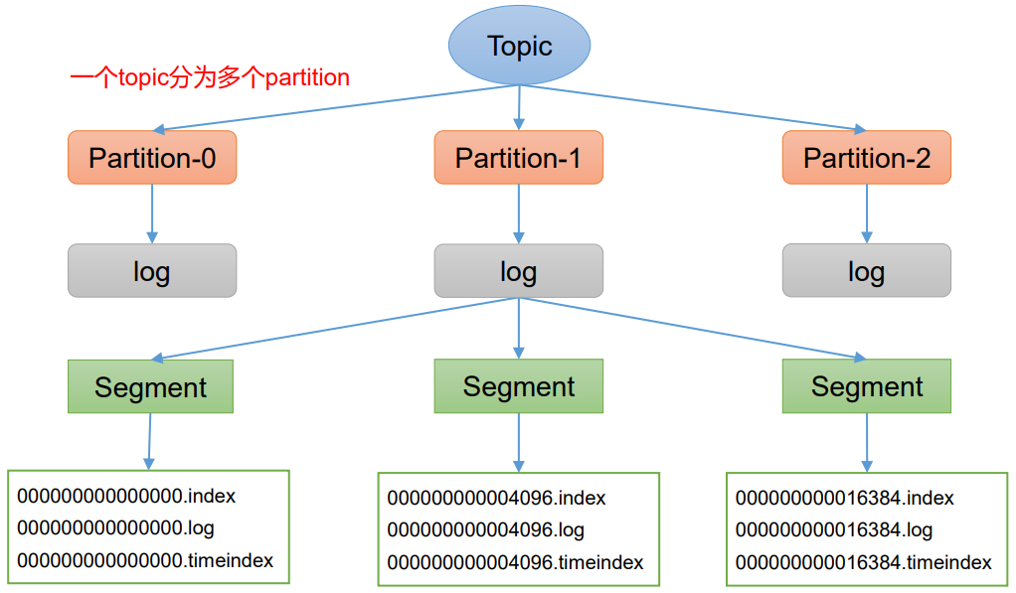 Topic
一个topic分为多个partition
Partition-0
Partition-1
Partition-2
log
log
log
Segment
Segment
Segment
000000000000000.index
000000000000000.log
000000000000000.timeindex
000000000004096.index
000000000004096.log
000000000004096.timeindex
000000000016384.index
000000000016384.log
000000000016384.timeindex